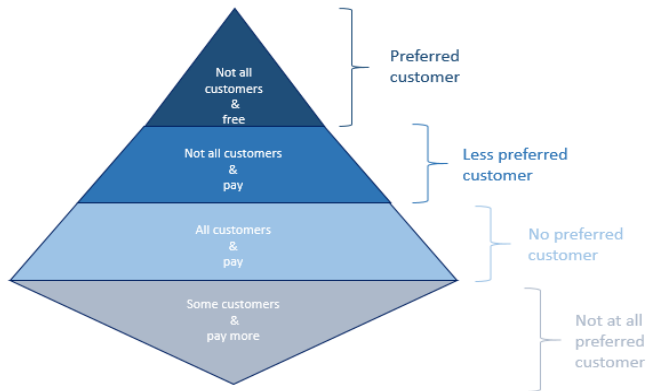 Not all
customers
&
free
Preferred
customer
Not all customers
&
pay
Less preferred
customer
All customers
&
pay
No preferred
customer
Some customers
&
pay more
Not at all
preferred
customer